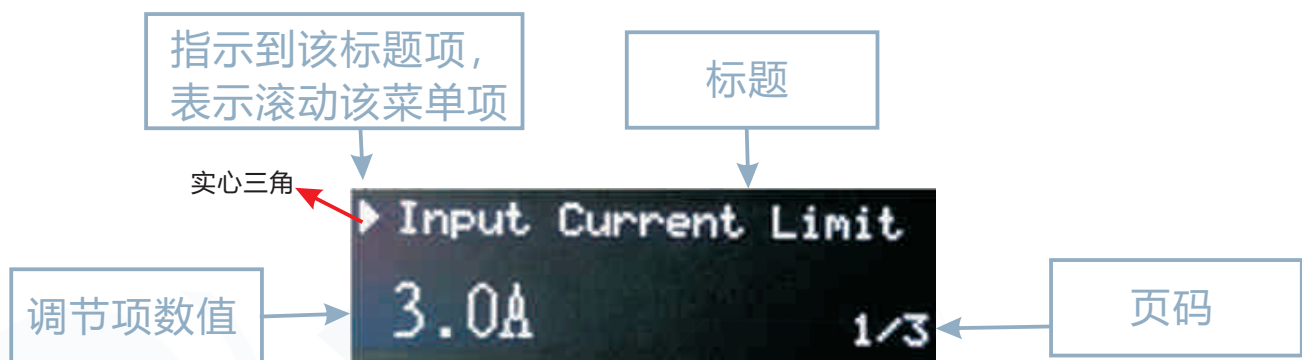 指示到该标题项，
表示滚动该菜单项
标题
实心三角
Input Current Limit
调节项数值
3.0A
1/3
页码